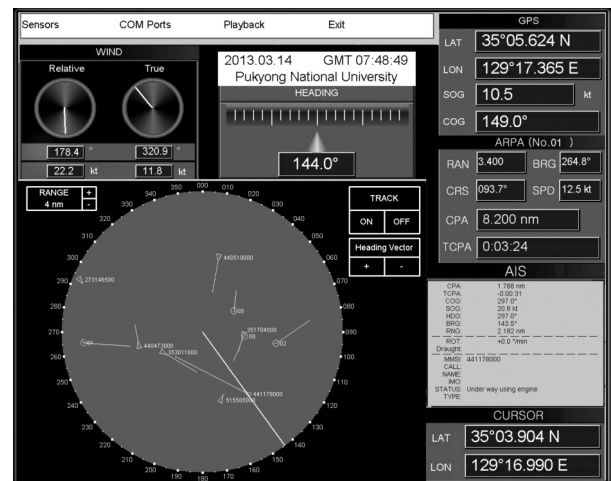 Sensors COM Ports Playback Exit
WIND
Relative True
178.4 ° 320.9 °
22.2 kt 11.8 kt
2013.03.14 GMT 07:48:49
Pukyong National University
HEADING
144.0°
GPS
LAT 35°05.624 N
LON 129°17.365 E
SOG 10.5 kt
COG 149.0°
ARPA (No.01 )
RAN 3.400 BRG 264.8°
CRS 093.7° SPD 12.5 kt
CPA 8.200 nm
TCPA 0:03:24
RANGE + -
4 nm
TRACK
ON OFF
Heading Vector
+ -
000
010
020
030
040
050
060
070
080
090
100
110
120
130
140
150
160
170
180
190
200
210
220
230
240
250
260
270
280
290
300
310
320
330
340
350
440519000
273146500
05
351704000
08
01
440473000
353011000
02
441178000
515505000
AIS
CPA: 1.788 nm
TCPA: -0:00:31
COG: 297.0°
SOG: 20.8 kt
HDG: 297.0°
BRG: 143.5°
RNG: 2.182 nm
ROT: +0.0 °/min
Draught:
MMSI: 441178000
CALL:
NAME:
IMO:
STATUS: Under way using engine
TYPE:
CURSOR
LAT 35°03.904 N
LON 129°16.990 E